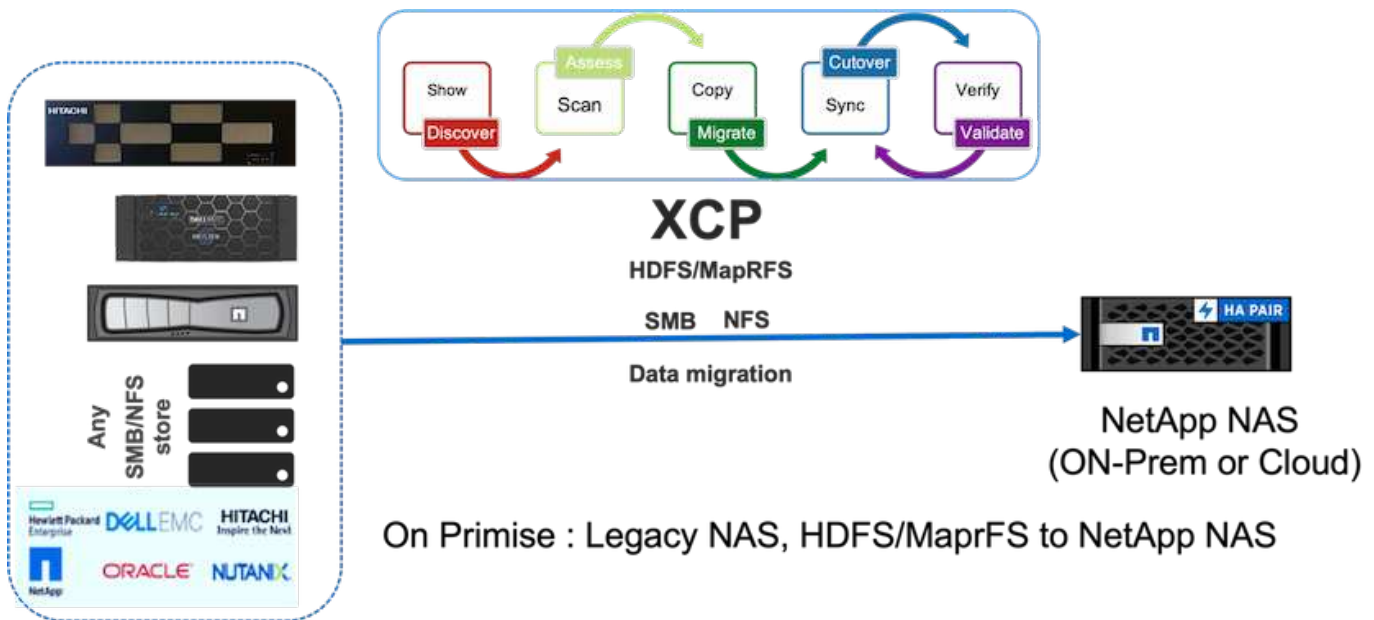 Assess
Cutover
Show
Scan
Copy
Sync
Verify
Discover
Migrate
Validate
HITACHI
XCP
HDFS/MapRFS
SMB NFS
Data migration
HA PAIR
Any
SMB/NFS
store
NetApp NAS
(ON-Prem or Cloud)
Hewlett Packard
Enterprise
DELLEMC
HITACHI
Inspire the Next
NetApp
ORACLE
NUTANIX
On Primise : Legacy NAS, HDFS/MaprFS to NetApp NAS